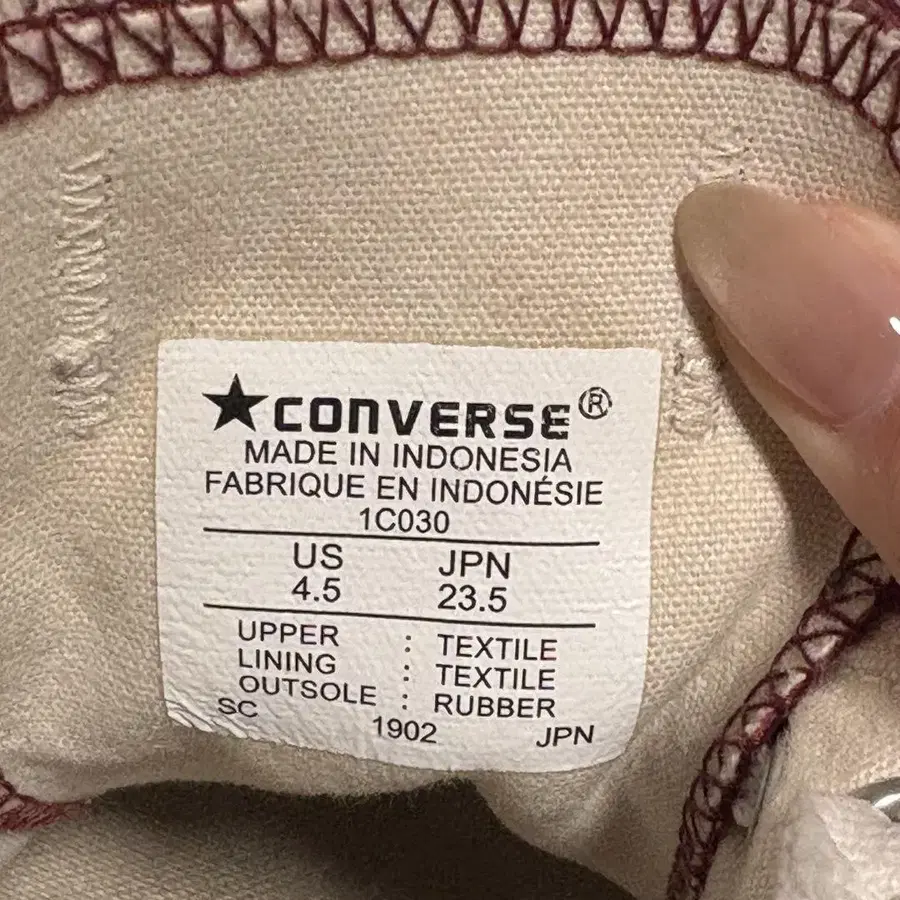 ★CONVERSE®
MADE IN INDONESIA
FABRIQUE EN INDONÉSIE
1C030
US JPN
4.5 23.5
UPPER : TEXTILE
LINING : TEXTILE
OUTSOLE : RUBBER
SC 1902 JPN